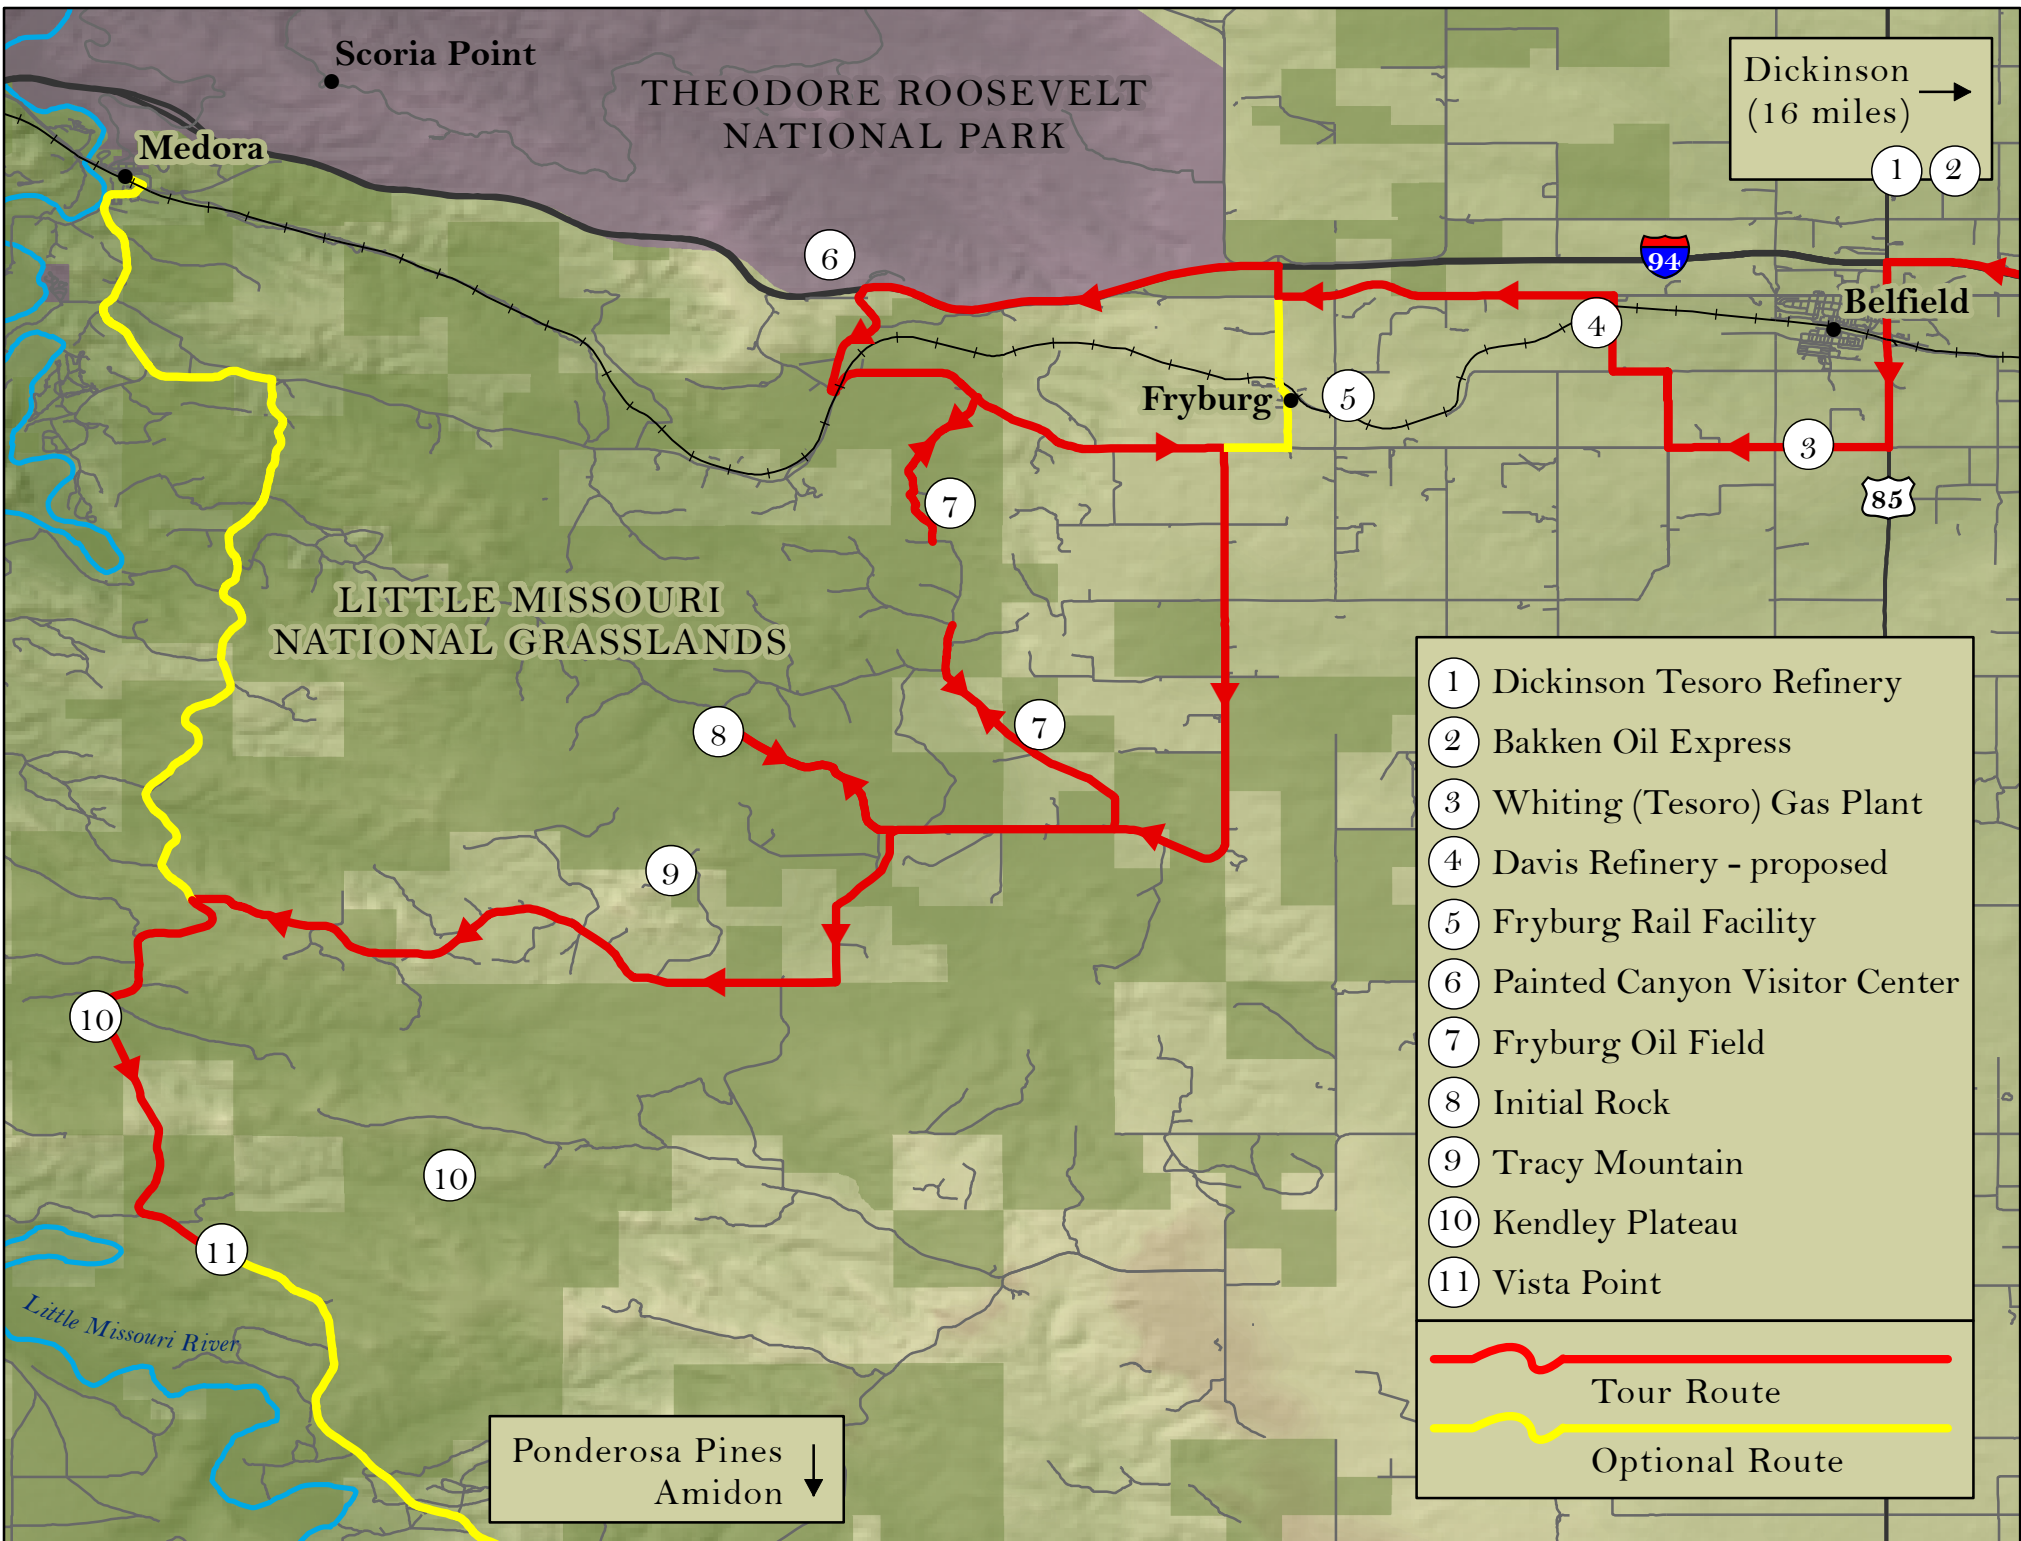 Scoria Point
THEODORE ROOSEVELT
NATIONAL PARK
Dickinson
(16 miles)
1
2
Medora
6
94
Belfield
4
Fryburg
5
3
7
85
LITTLE MISSOURI
NATIONAL GRASSLANDS
8
7
9
10
10
11
Little Missouri River
Ponderosa Pines
Amidon
1 Dickinson Tesoro Refinery
2 Bakken Oil Express
3 Whiting (Tesoro) Gas Plant
4 Davis Refinery - proposed
5 Fryburg Rail Facility
6 Painted Canyon Visitor Center
7 Fryburg Oil Field
8 Initial Rock
9 Tracy Mountain
10 Kendley Plateau
11 Vista Point
Tour Route
Optional Route